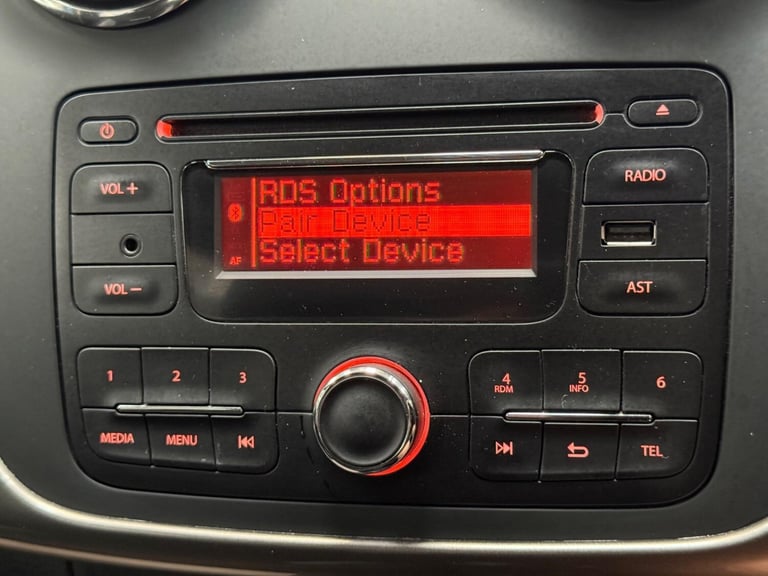 VOL +
RADIO
RDS Options
Pair Device
Select Device
AF
VOL −
AST
1
2
3
4
RDM
5
INFO
6
MEDIA
MENU
TEL